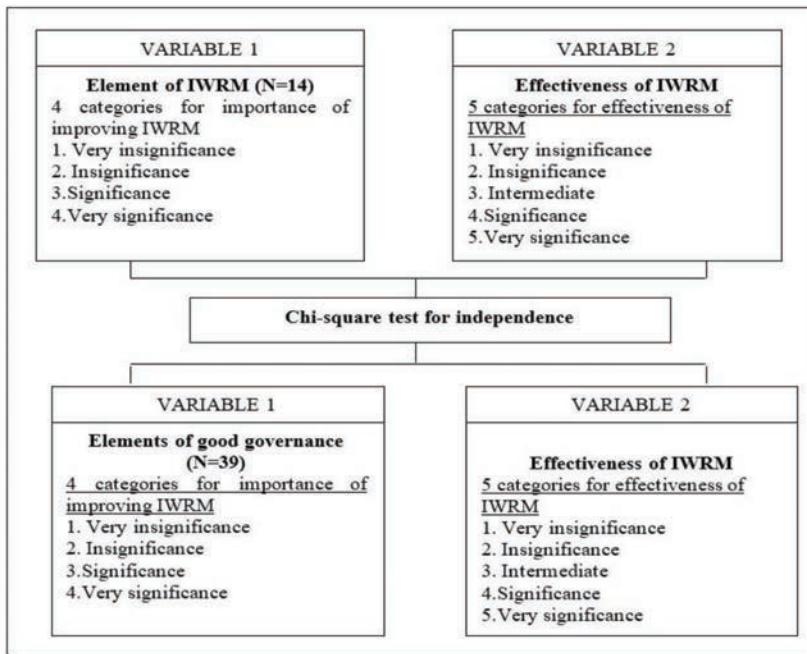 VARIABLE 1
Element of IWRM (N=14)
4 categories for importance of
improving IWRM
1. Very insignificance
2. Insignificance
3.Significance
4.Very significance
VARIABLE 2
Effectiveness of IWRM
5 categories for effectiveness of
IWRM
1. Very insignificance
2. Insignificance
3. Intermediate
4.Significance
5.Very significance
Chi-square test for independence
VARIABLE 1
Elements of good governance
(N=39)
4 categories for importance of
improving IWRM
1. Very insignificance
2. Insignificance
3.Significance
4.Very significance
VARIABLE 2
Effectiveness of IWRM
5 categories for effectiveness of
IWRM
1. Very insignificance
2. Insignificance
3. Intermediate
4.Significance
5.Very significance